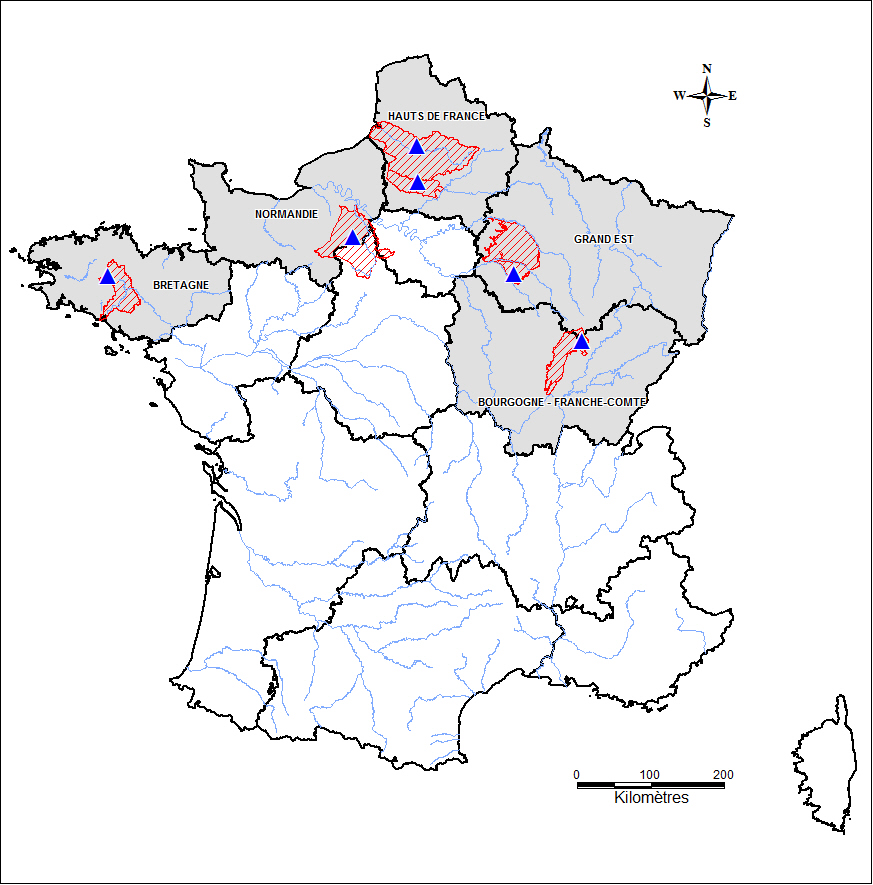 N
W E
S
HAUTS DE FRANCE
NORMANDIE
GRAND EST
BRETAGNE
BOURGOGNE - FRANCHE-COMTE
0 100 200
Kilomètres